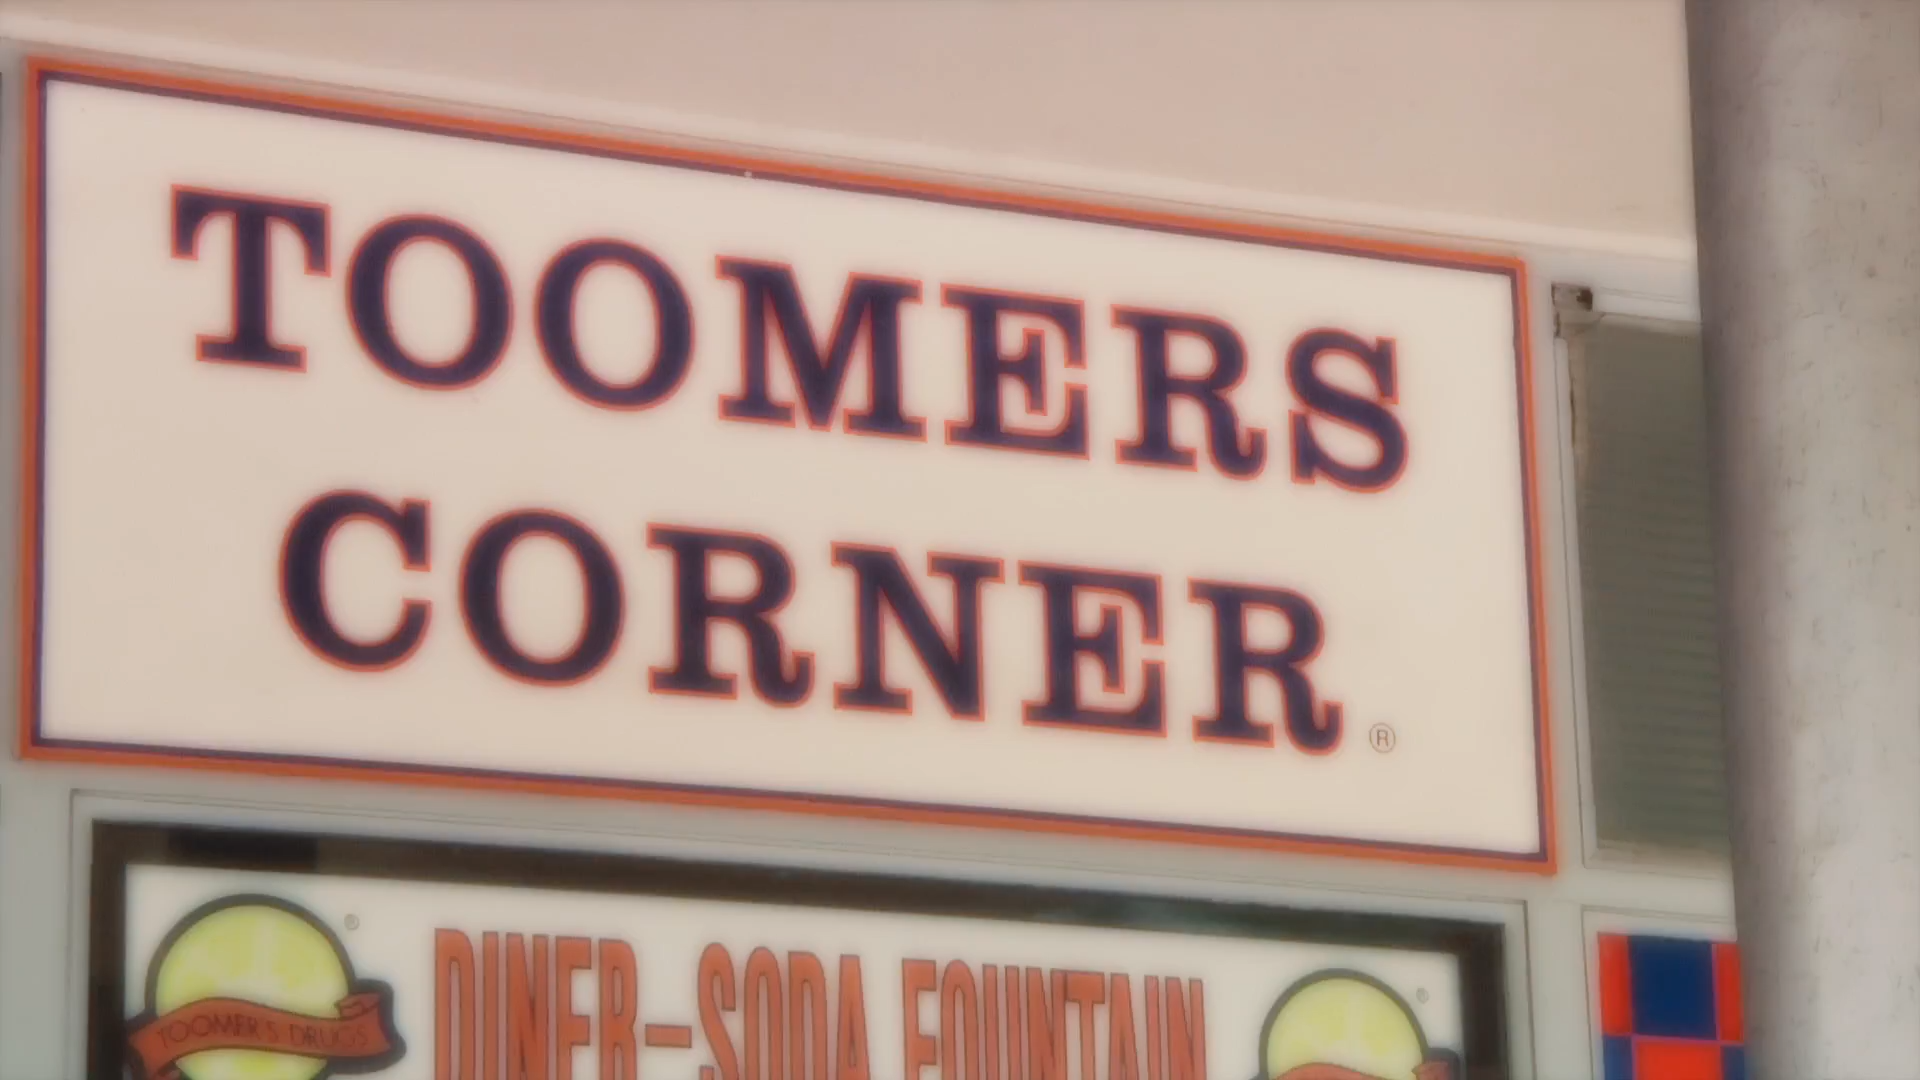 TOOMERS
CORNER ®
® DINER-SODA FOUNTAIN ®
TOOMER'S DRUGS